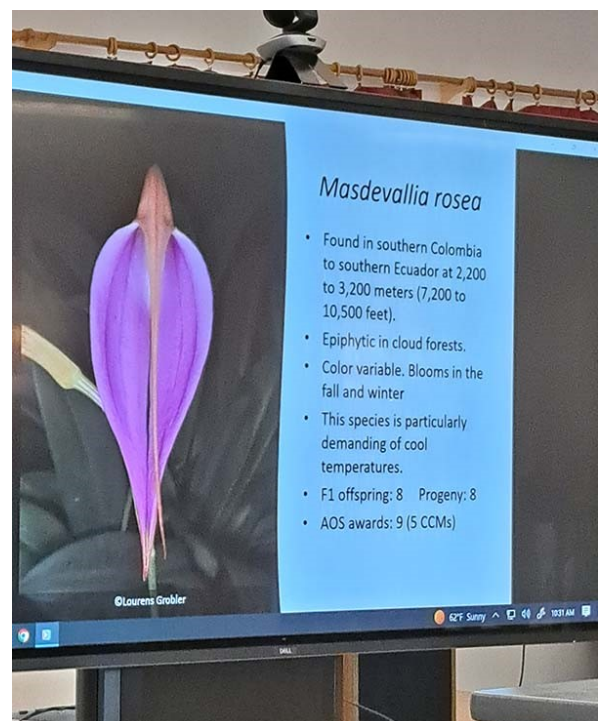 Masdevallia rosea
• Found in southern Colombia
to southern Ecuador at 2,200
to 3,200 meters (7,200 to
10,500 feet).
• Epiphytic in cloud forests.
• Color variable. Blooms in the
fall and winter
• This species is particularly
demanding of cool
temperatures.
• F1 offspring: 8 Progeny: 8
• AOS awards: 9 (5 CCMs)
©Lourens Grobler
62°F Sunny 10:31 AM
DELL